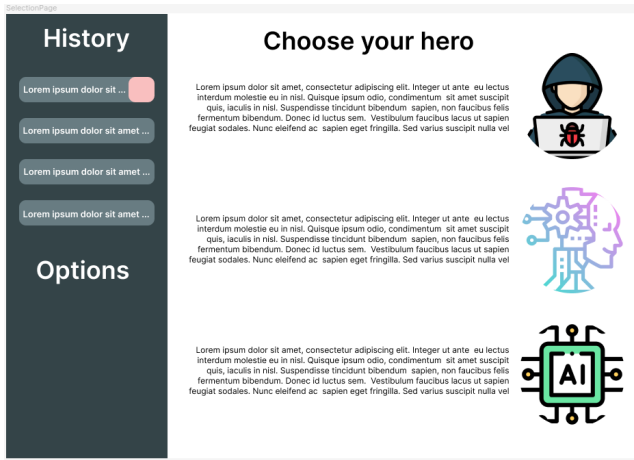 SelectionPage
History
Lorem ipsum dolor sit ...
Lorem ipsum dolor sit amet ...
Lorem ipsum dolor sit amet ...
Lorem ipsum dolor sit amet ...
Options
Choose your hero
Lorem ipsum dolor sit amet, consectetur adipiscing elit. Integer ut ante eu lectus
interdum molestie eu in nisl. Quisque ipsum odio, condimentum sit amet suscipit
quis, iaculis in nisl. Suspendisse tincidunt bibendum sapien, non faucibus felis
fermentum bibendum. Donec id luctus sem. Vestibulum faucibus lacus ut sapien
feugiat sodales. Nunc eleifend ac sapien eget fringilla. Sed varius suscipit nulla vel
Lorem ipsum dolor sit amet, consectetur adipiscing elit. Integer ut ante eu lectus
interdum molestie eu in nisl. Quisque ipsum odio, condimentum sit amet suscipit
quis, iaculis in nisl. Suspendisse tincidunt bibendum sapien, non faucibus felis
fermentum bibendum. Donec id luctus sem. Vestibulum faucibus lacus ut sapien
feugiat sodales. Nunc eleifend ac sapien eget fringilla. Sed varius suscipit nulla vel
Lorem ipsum dolor sit amet, consectetur adipiscing elit. Integer ut ante eu lectus
interdum molestie eu in nisl. Quisque ipsum odio, condimentum sit amet suscipit
quis, iaculis in nisl. Suspendisse tincidunt bibendum sapien, non faucibus felis
fermentum bibendum. Donec id luctus sem. Vestibulum faucibus lacus ut sapien
feugiat sodales. Nunc eleifend ac sapien eget fringilla. Sed varius suscipit nulla vel
AI